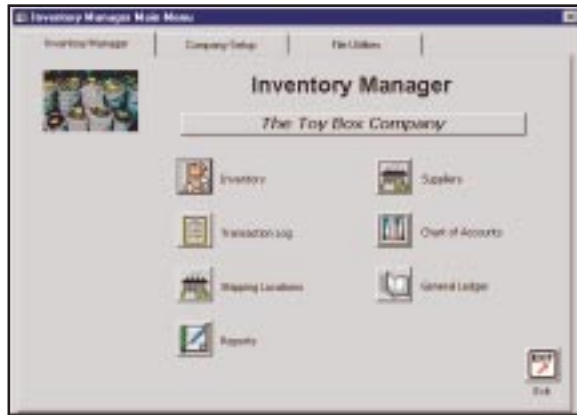 Inventory Manager Main Menu
Inventory Manager Company Setup File Utilities
Inventory Manager
The Toy Box Company
Inventory Suppliers
Transaction Log Chart of Accounts
Shipping Locations General Ledger
Reports
EXIT
Exit